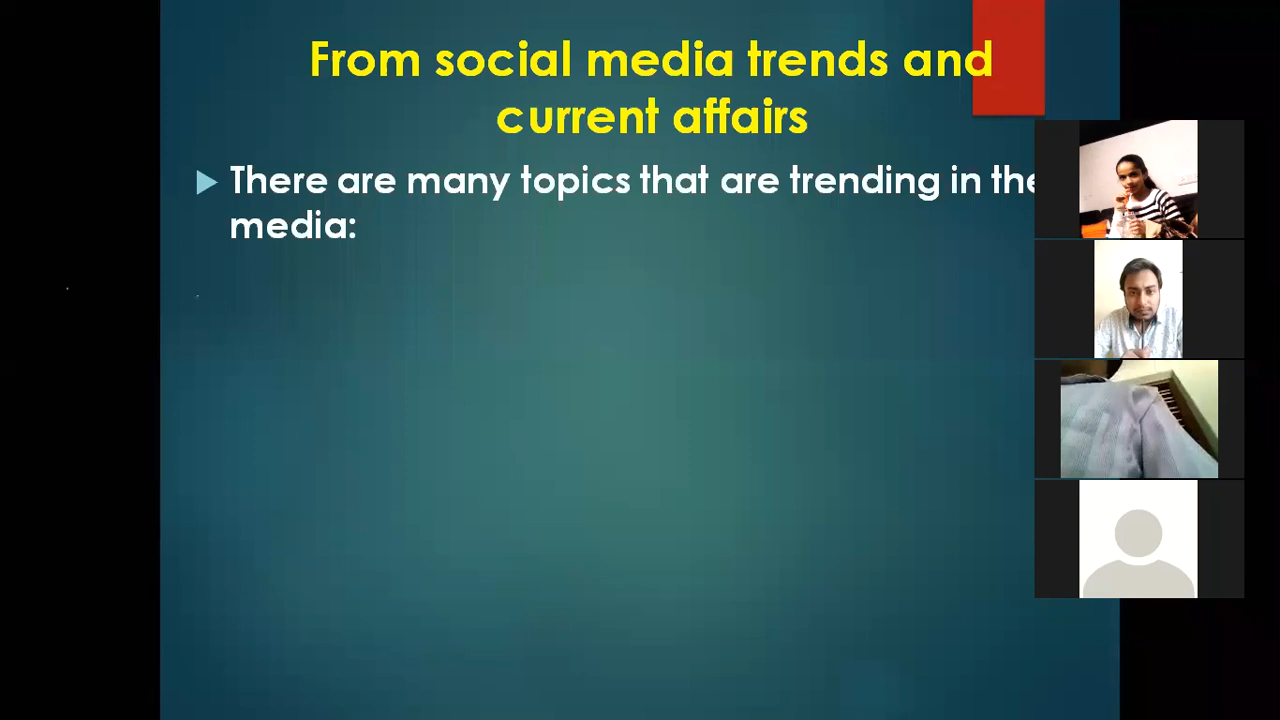 From social media trends and
current affairs
There are many topics that are trending in the
media: